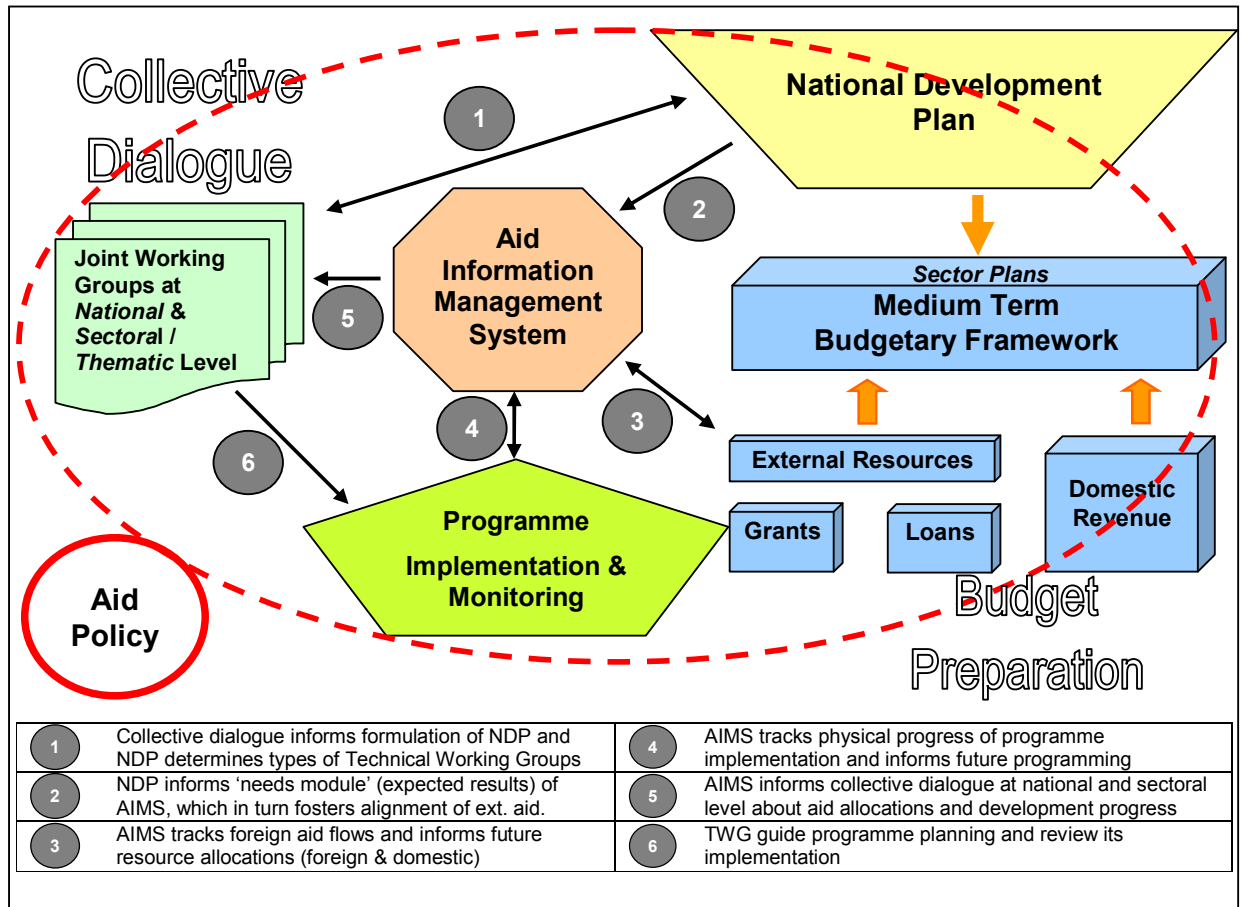 Collective
Dialogue
National Development
Plan
1
2
Joint Working
Groups at
National &
Sectoral /
Thematic Level
Aid
Information
Management
System
5
Sector Plans
Medium Term
Budgetary Framework
4
3
6
External Resources
Grants
Loans
Domestic
Revenue
Programme
Implementation &
Monitoring
Aid
Policy
Budget
Preparation
1
Collective dialogue informs formulation of NDP and
NDP determines types of Technical Working Groups
4
AIMS tracks physical progress of programme
implementation and informs future programming
2
NDP informs ‘needs module’ (expected results) of
AIMS, which in turn fosters alignment of ext. aid.
5
AIMS informs collective dialogue at national and sectoral
level about aid allocations and development progress
3
AIMS tracks foreign aid flows and informs future
resource allocations (foreign & domestic)
6
TWG guide programme planning and review its
implementation